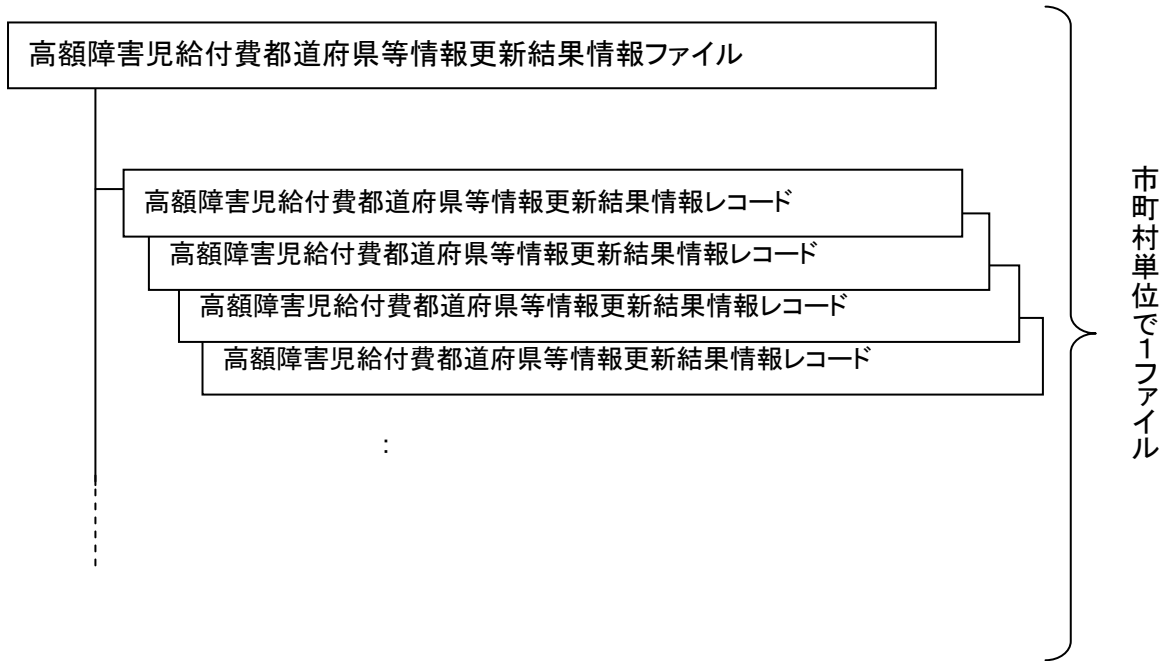 高額障害児給付費都道府県等情報更新結果情報ファイル
高額障害児給付費都道府県等情報更新結果情報レコード
高額障害児給付費都道府県等情報更新結果情報レコード
高額障害児給付費都道府県等情報更新結果情報レコード
高額障害児給付費都道府県等情報更新結果情報レコード
:
市町村単位で1ファイル